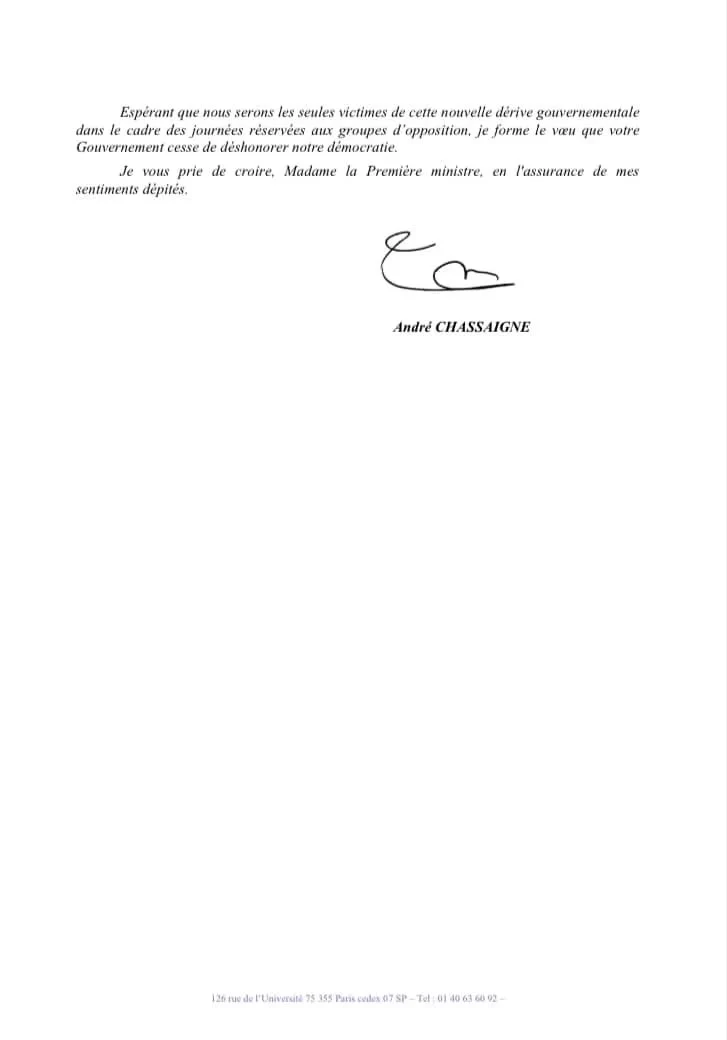 Espérant que nous serons les seules victimes de cette nouvelle dérive gouvernementale
dans le cadre des journées réservées aux groupes d’opposition, je forme le vœu que votre
Gouvernement cesse de déshonorer notre démocratie.
Je vous prie de croire, Madame la Première ministre, en l'assurance de mes
sentiments dépités.
André CHASSAIGNE
126 rue de l’Université 75 355 Paris cedex 07 SP – Tel : 01 40 63 60 92 –